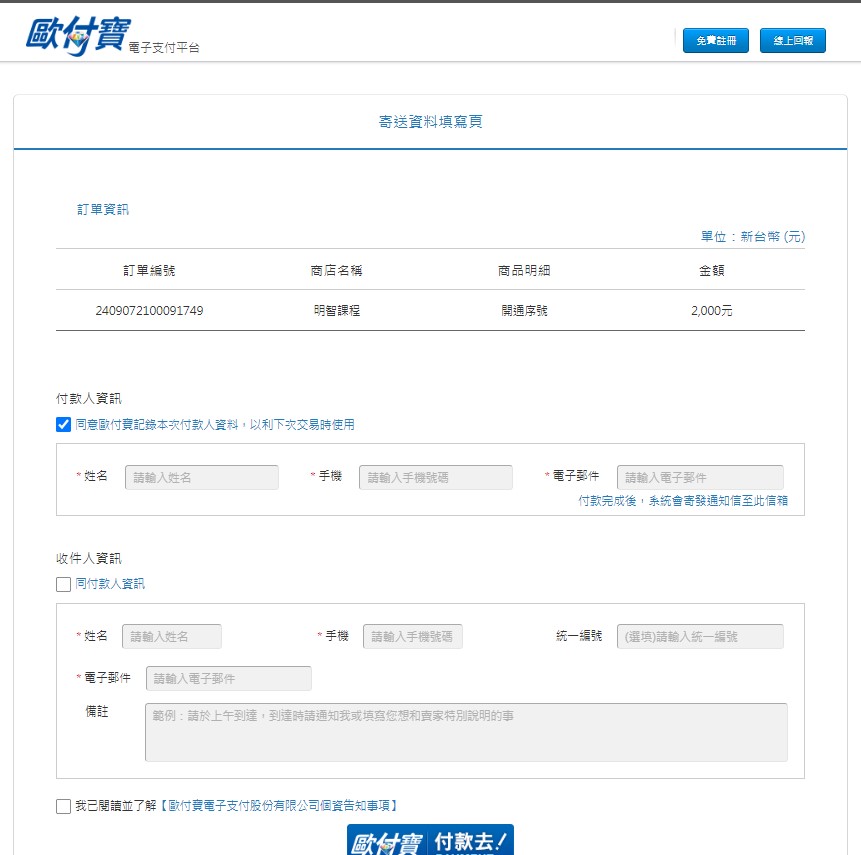 歐付寶 電子支付平台
免費註冊 線上回報
寄送資料填寫頁
訂單資訊
單位：新台幣 (元)
訂單編號 商店名稱 商品明細 金額
2409072100091749 明智課程 開通序號 2,000元
付款人資訊
同意歐付寶記錄本次付款人資料，以利下次交易時使用
* 姓名 請輸入姓名 * 手機 請輸入手機號碼 * 電子郵件 請輸入電子郵件
付款完成後，系統會寄發通知信至此信箱
收件人資訊
同付款人資訊
* 姓名 請輸入姓名 * 手機 請輸入手機號碼 統一編號 (選填)請輸入統一編號
* 電子郵件 請輸入電子郵件
備註 範例：請於上午到達，到達時請通知我或填寫您想和賣家特別說明的事
我已閱讀並了解【歐付寶電子支付股份有限公司個資告知事項】
歐付寶 付款去!